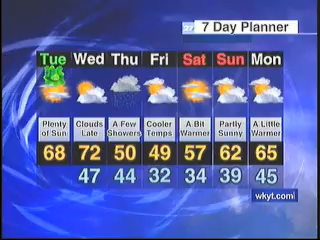 27 7 Day Planner
Tue Wed Thu Fri Sat Sun Mon
Plenty of Sun Clouds Late A Few Showers Cooler Temps A Bit Warmer Partly Sunny A Little Warmer
68 72 50 49 57 62 65
47 44 32 34 39 45
wkyt.com